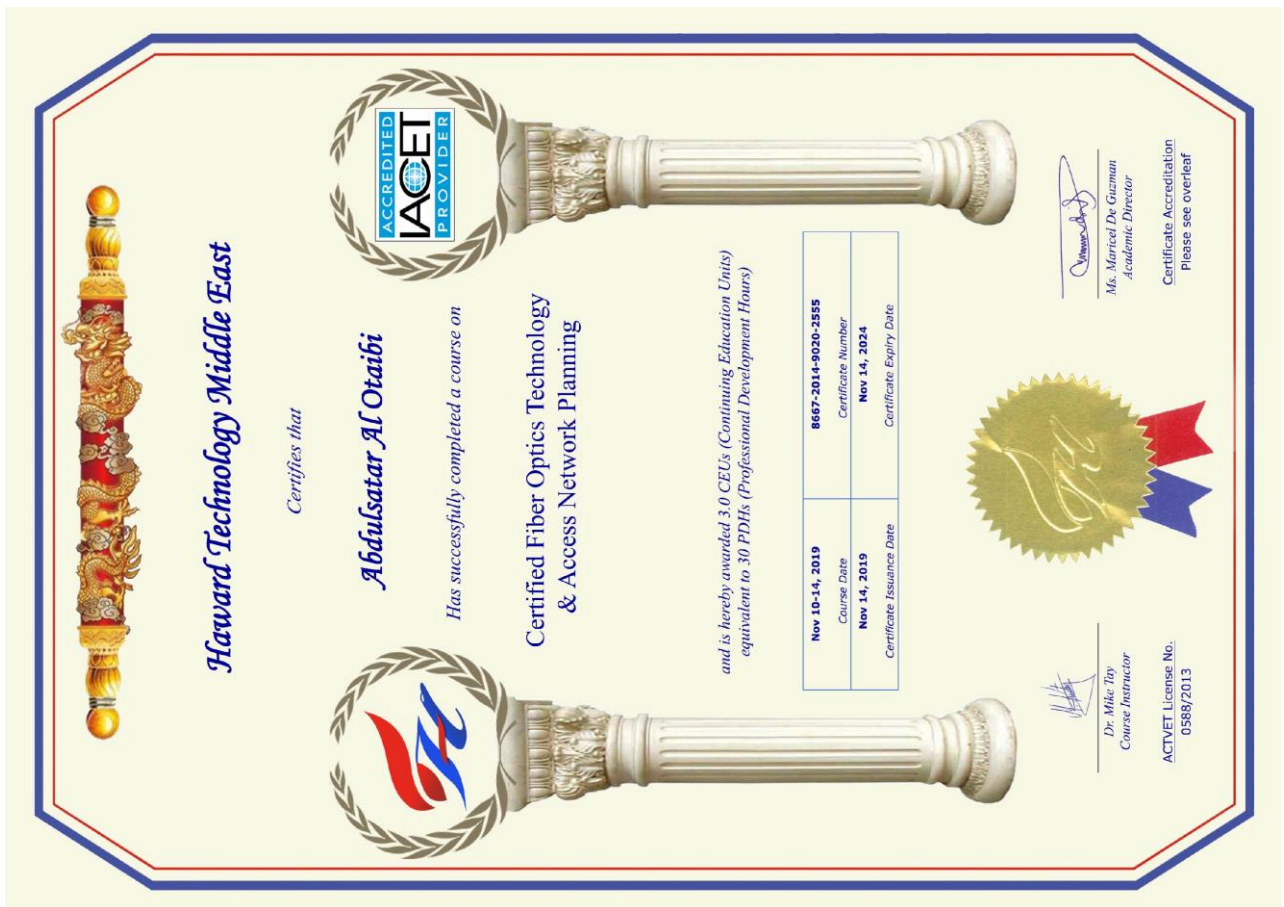 Haward Technology Middle East
Certifies that
Abdulsatar Al Otaibi
Has successfully completed a course on
ACCREDITED
IACET
PROVIDER
Certified Fiber Optics Technology
& Access Network Planning
and is hereby awarded 3.0 CEUs (Continuing Education Units)
equivalent to 30 PDHs (Professional Development Hours)
Nov 10-14, 2019 8667-2014-9020-2555
Course Date Certificate Number
Nov 14, 2019 Nov 14, 2024
Certificate Issuance Date Certificate Expiry Date
Dr. Mike Tay
Course Instructor
Ms. Maricel De Guzman
Academic Director
ACTVET License No.
0588/2013
Certificate Accreditation
Please see overleaf